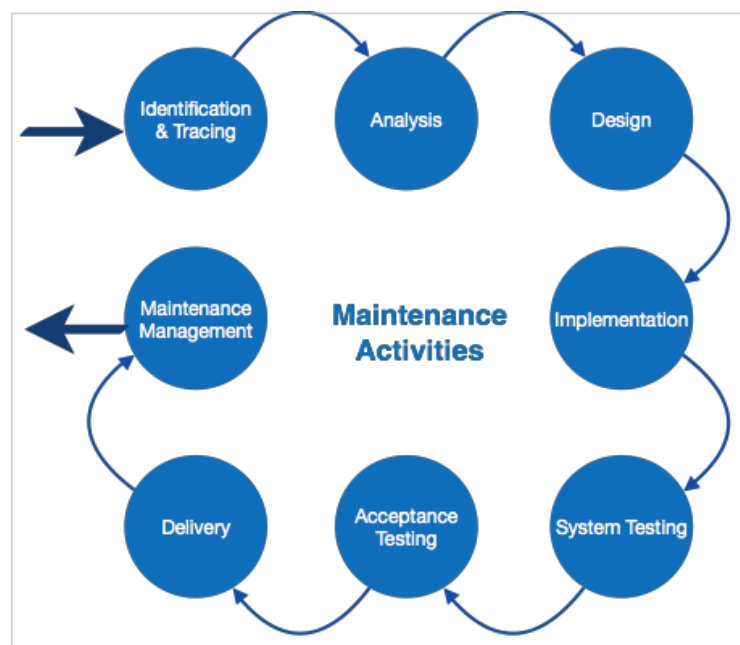 Identification
& Tracing
Analysis
Design
Implementation
System Testing
Acceptance
Testing
Delivery
Maintenance
Management
Maintenance
Activities